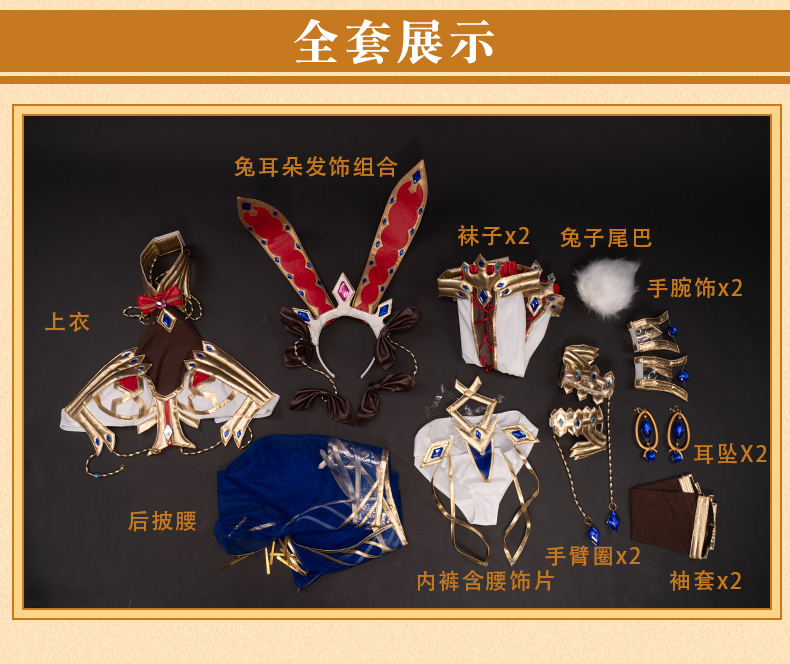 全套展示
兔耳朵发饰组合
袜子x2
兔子尾巴
手腕饰x2
上衣
耳坠X2
后披腰
手臂圈x2
内裤含腰饰片
袖套x2